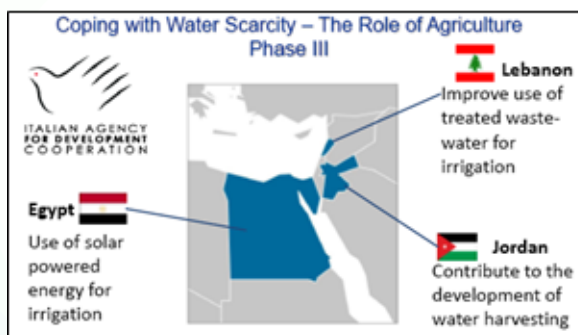 Coping with Water Scarcity – The Role of Agriculture
Phase III
ITALIAN AGENCY
FOR DEVELOPMENT
COOPERATION
Lebanon
Improve use of
treated waste-
water for
irrigation
Egypt
Use of solar
powered
energy for
irrigation
Jordan
Contribute to the
development of
water harvesting